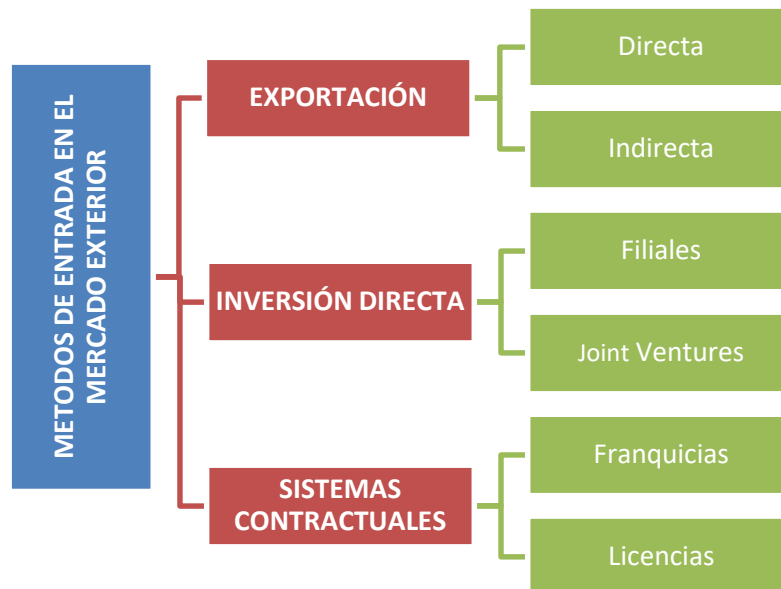 METODOS DE ENTRADA EN EL
MERCADO EXTERIOR
EXPORTACIÓN
Directa
Indirecta
INVERSIÓN DIRECTA
Filiales
Joint Ventures
SISTEMAS
CONTRACTUALES
Franquicias
Licencias